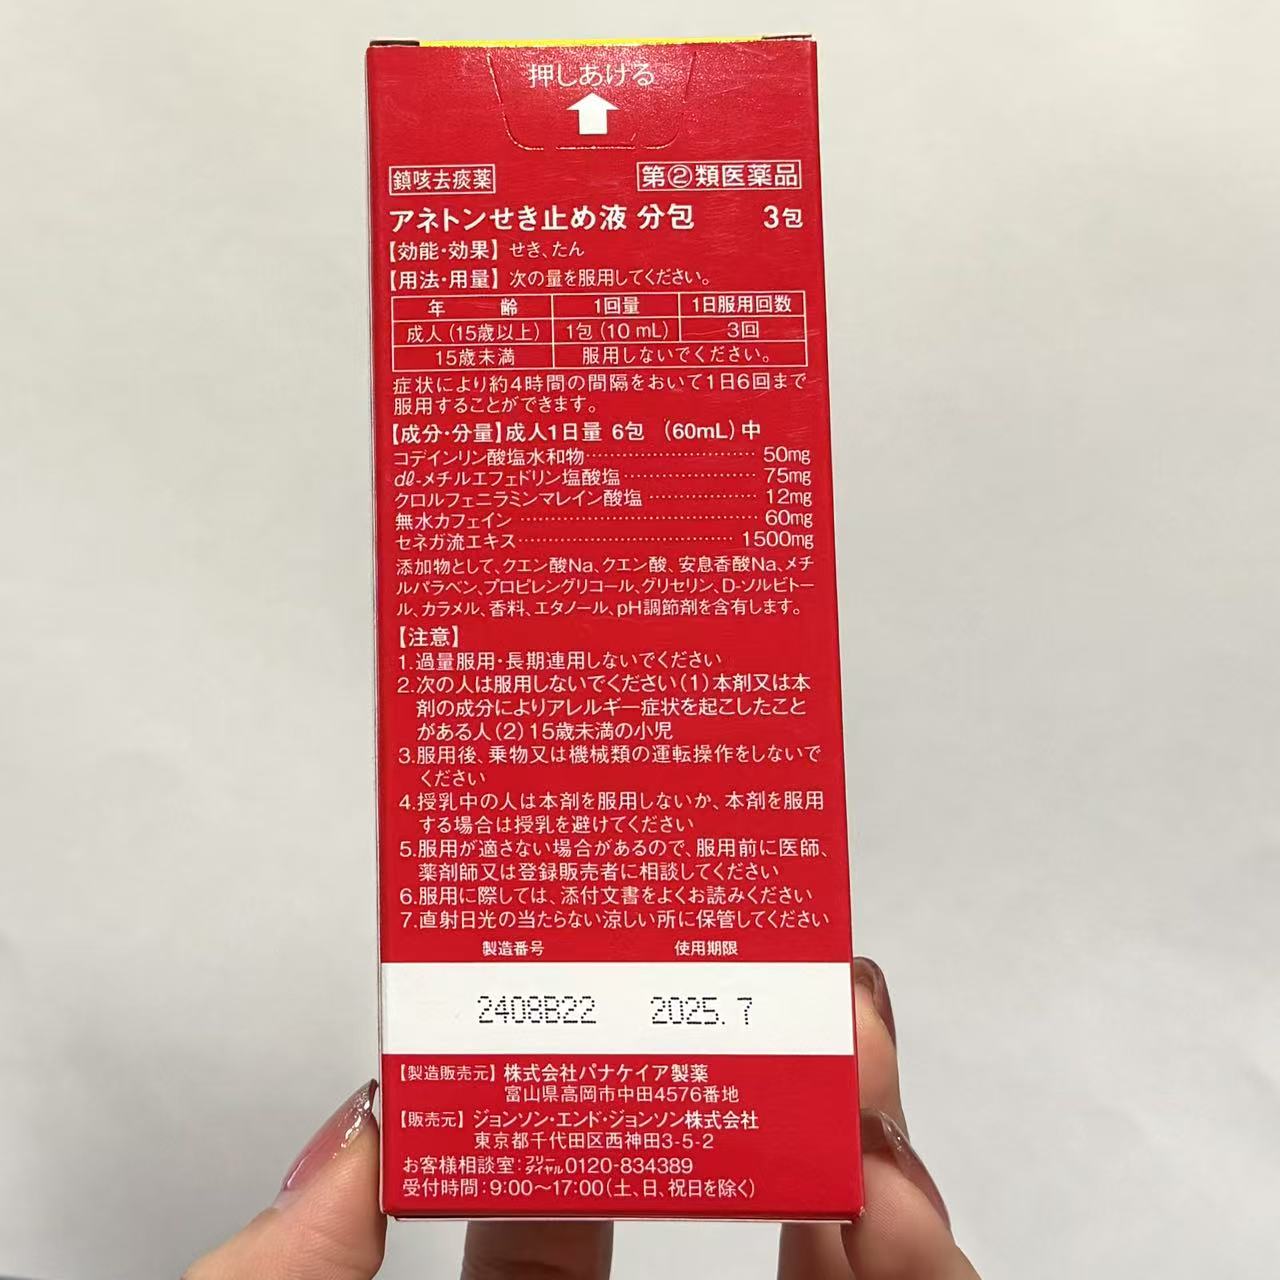 押しあける
鎮咳去痰薬 第②類医薬品
アネトンせき止め液 分包 3包
【効能・効果】せき、たん
【用法・用量】次の量を服用してください。
年 齢 1回量 1日服用回数
成人(15歳以上) 1包(10 mL) 3回
15歳未満 服用しないでください。
症状により約4時間の間隔をおいて1日6回まで
服用することができます。
【成分・分量】成人1日量 6包 (60mL)中
コデインリン酸塩水和物 50mg
dl-メチルエフェドリン塩酸塩 75mg
クロルフェニラミンマレイン酸塩 12mg
無水カフェイン 60mg
セネガ流エキス 1500mg
添加物として、クエン酸Na、クエン酸、安息香酸Na、メチ
ルパラベン、プロピレングリコール、グリセリン、D-ソルビトー
ル、カラメル、香料、エタノール、pH調節剤を含有します。
【注意】
1.過量服用・長期連用しないでください
2.次の人は服用しないでください(1)本剤又は本
剤の成分によりアレルギー症状を起こしたこと
がある人(2)15歳未満の小児
3.服用後、乗物又は機械類の運転操作をしないで
ください
4.授乳中の人は本剤を服用しないか、本剤を服用
する場合は授乳を避けてください
5.服用が適さない場合があるので、服用前に医師、
薬剤師又は登録販売者に相談してください
6.服用に際しては、添付文書をよくお読みください
7.直射日光の当たらない涼しい所に保管してください
製造番号 使用期限
2408B22 2025.7
【製造販売元】株式会社パナケイア製薬
富山県高岡市中田4576番地
【販売元】ジョンソン・エンド・ジョンソン株式会社
東京都千代田区西神田3-5-2
お客様相談室:フリーダイヤル0120-834389
受付時間:9:00〜17:00(土、日、祝日を除く)